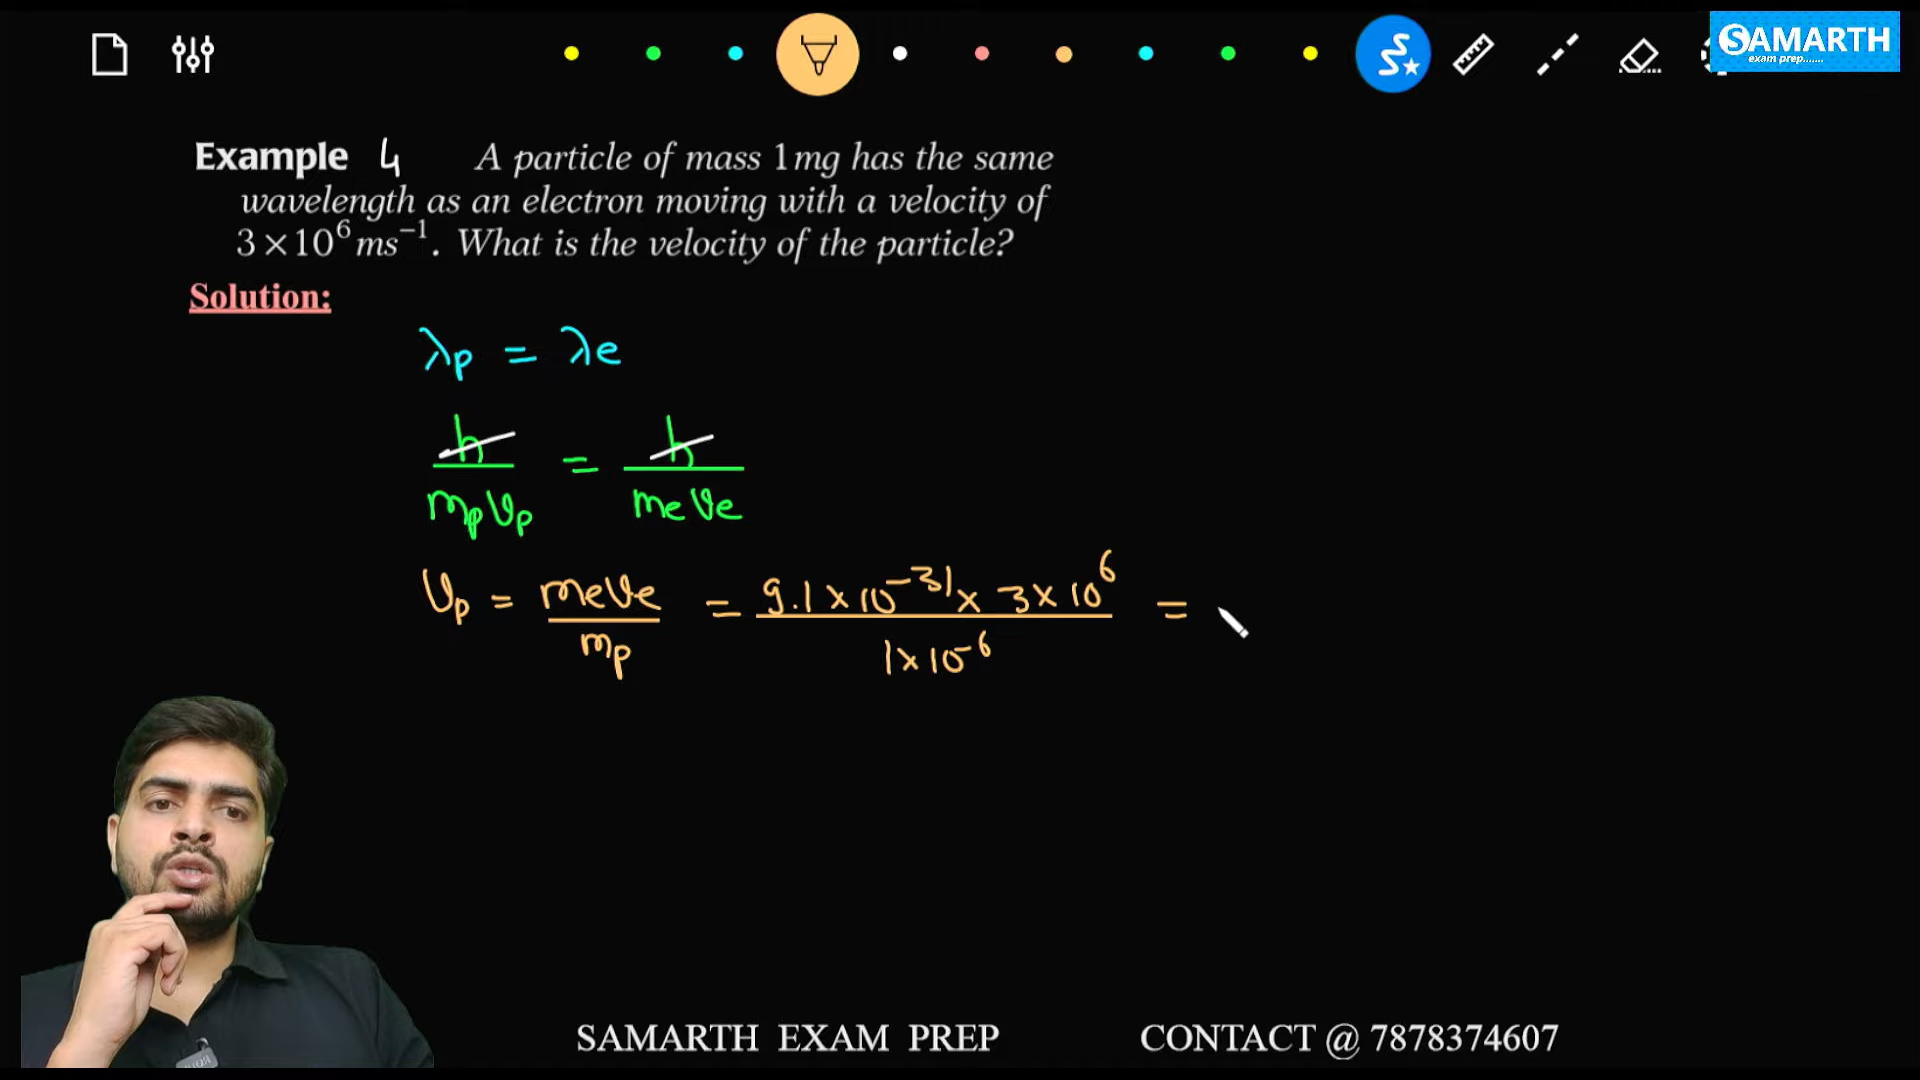 SAMARTH
exam prep.......
Example 4 A particle of mass 1mg has the same
wavelength as an electron moving with a velocity of
3×10⁶ ms⁻¹. What is the velocity of the particle?
Solution:
λp = λe
h/mpvp = h/meve
vp = meve/mp = 9.1×10⁻³¹× 3×10⁶/1×10⁻⁶ =
SAMARTH EXAM PREP CONTACT @ 7878374607